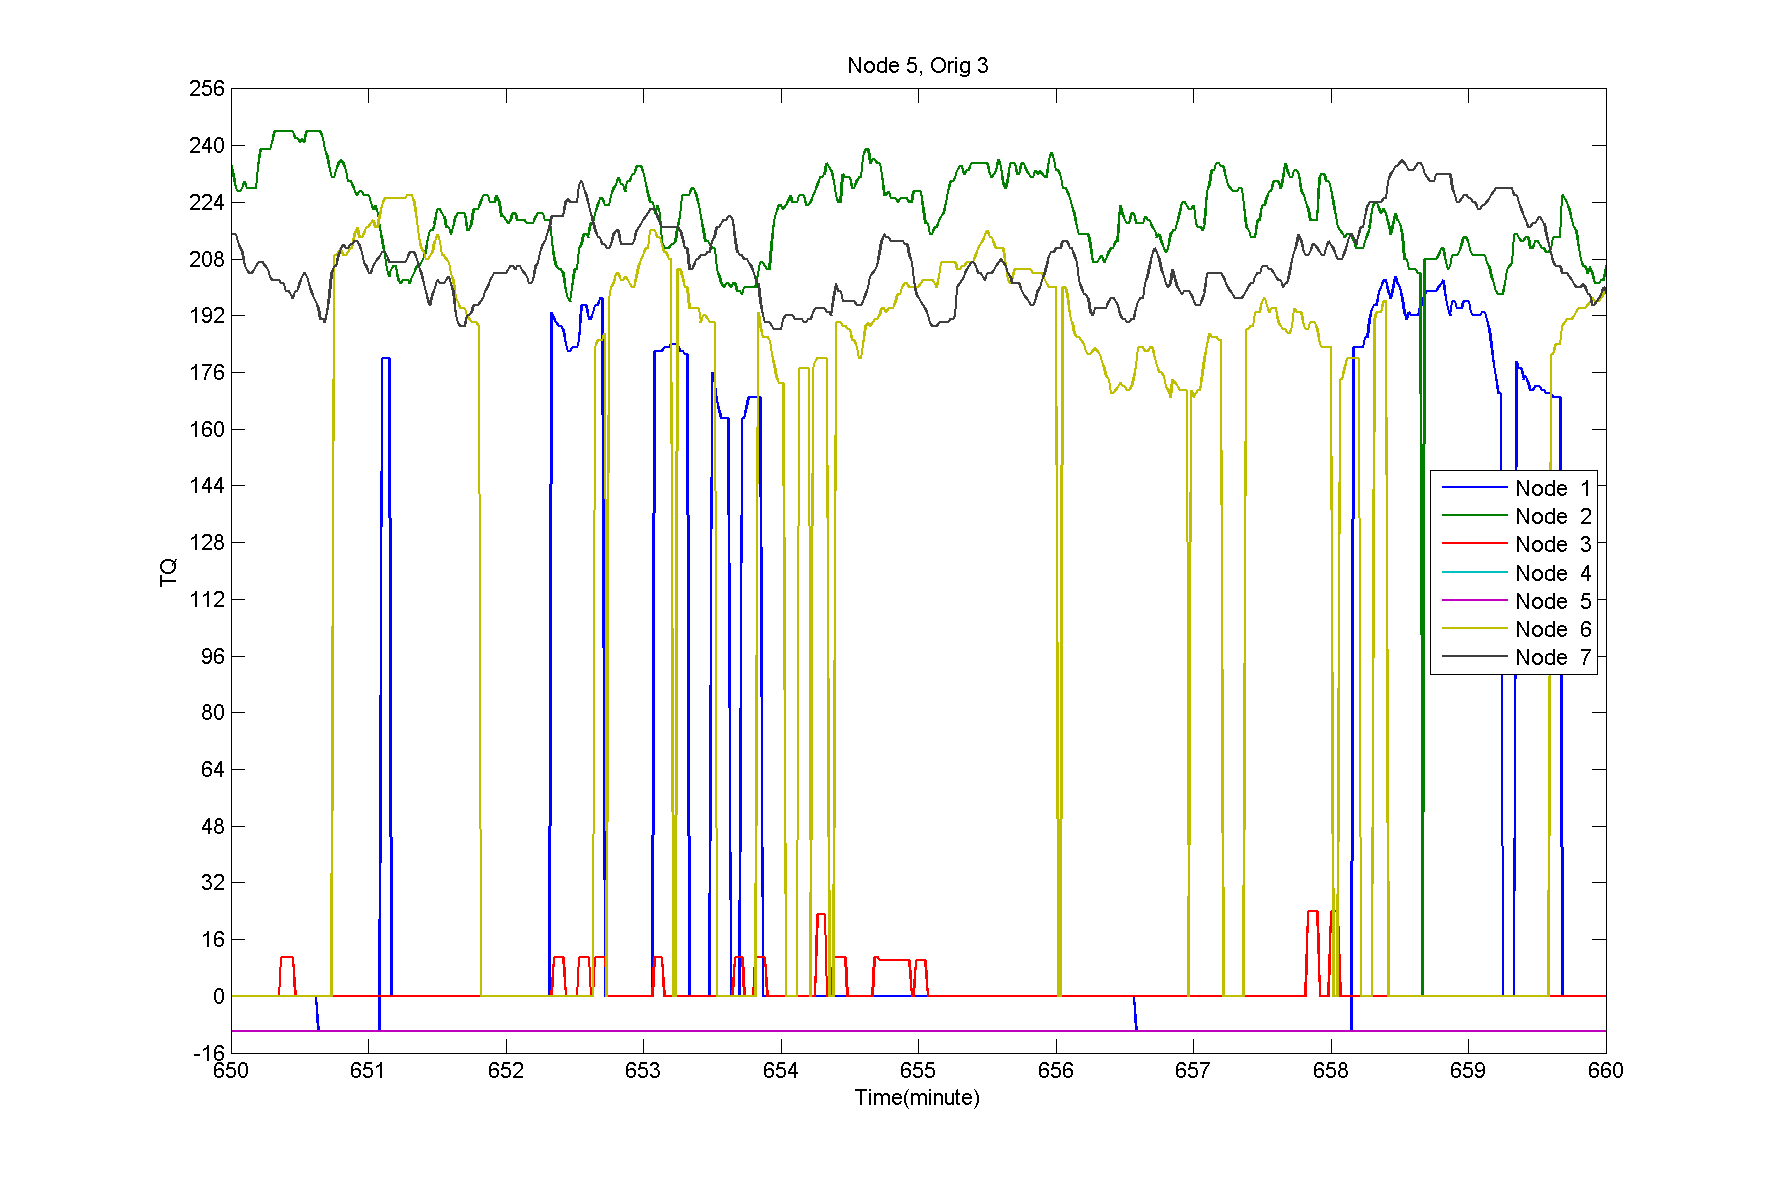 Node 5, Orig 3
256
240
224
208
192
176
160
144
128
112
96
80
64
48
32
16
0
-16
TQ
650 651 652 653 654 655 656 657 658 659 660
Time(minute)
Node 1
Node 2
Node 3
Node 4
Node 5
Node 6
Node 7